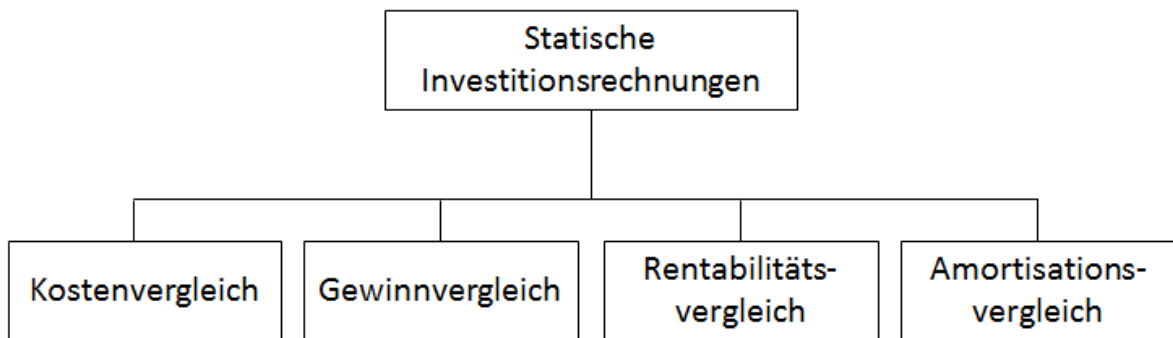 Statische
Investitionsrechnungen
Kostenvergleich
Gewinnvergleich
Rentabilitäts-
vergleich
Amortisations-
vergleich